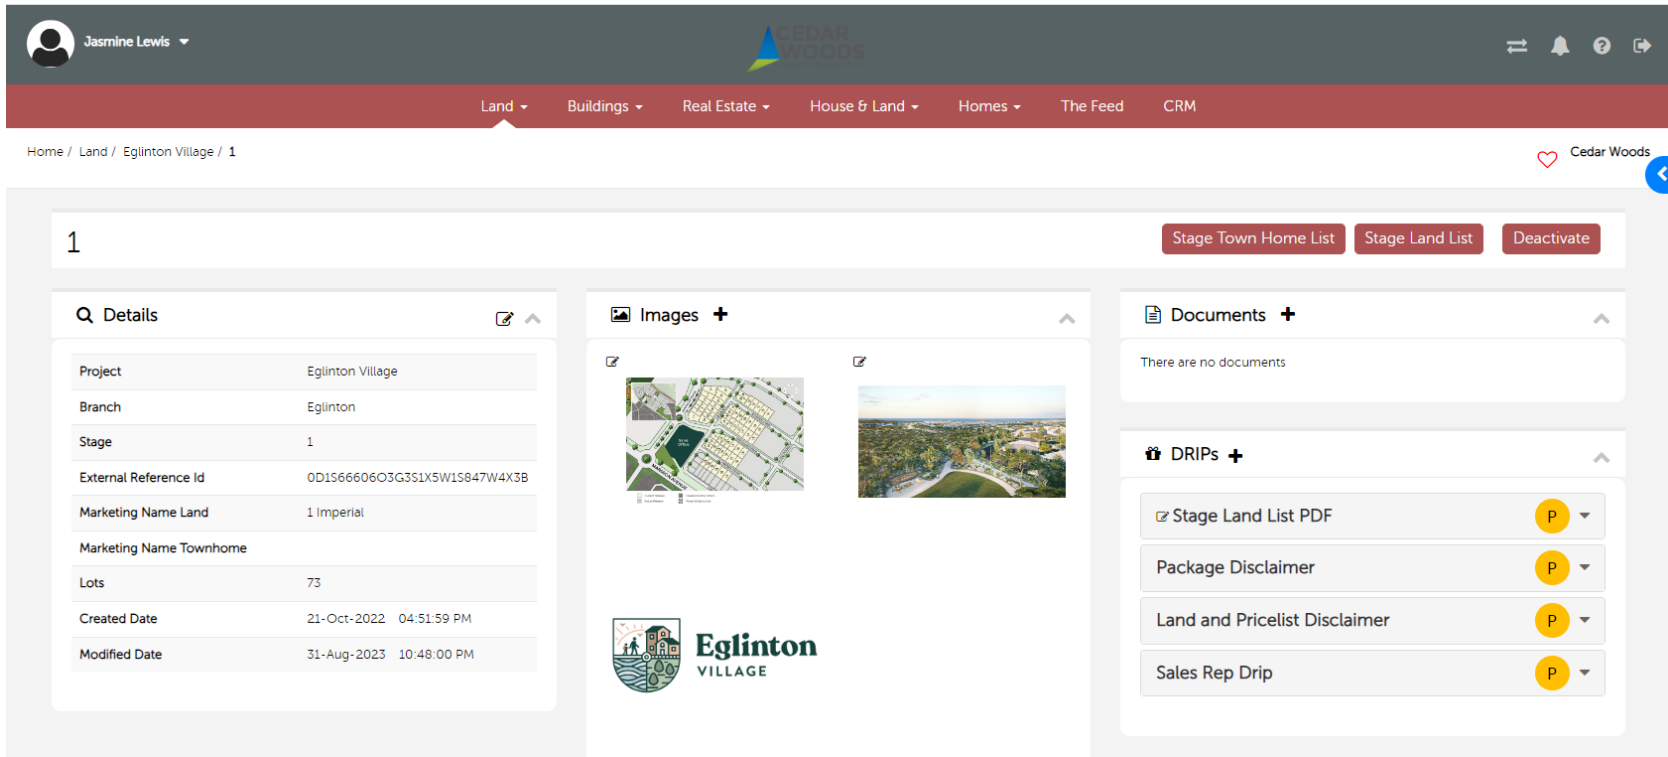 Jasmine Lewis
CEDAR
WOODS
Land
Buildings
Real Estate
House & Land
Homes
The Feed
CRM
Home / Land / Eglinton Village / 1
Cedar Woods
1
Stage Town Home List
Stage Land List
Deactivate
Details
Project Eglinton Village
Branch Eglinton
Stage 1
External Reference Id 0D1S66606O3G3S1X5W1S847W4X3B
Marketing Name Land 1 Imperial
Marketing Name Townhome
Lots 73
Created Date 21-Oct-2022 04:51:59 PM
Modified Date 31-Aug-2023 10:48:00 PM
Images
Eglinton
VILLAGE
Documents
There are no documents
DRIPs
Stage Land List PDF P
Package Disclaimer P
Land and Pricelist Disclaimer P
Sales Rep Drip P